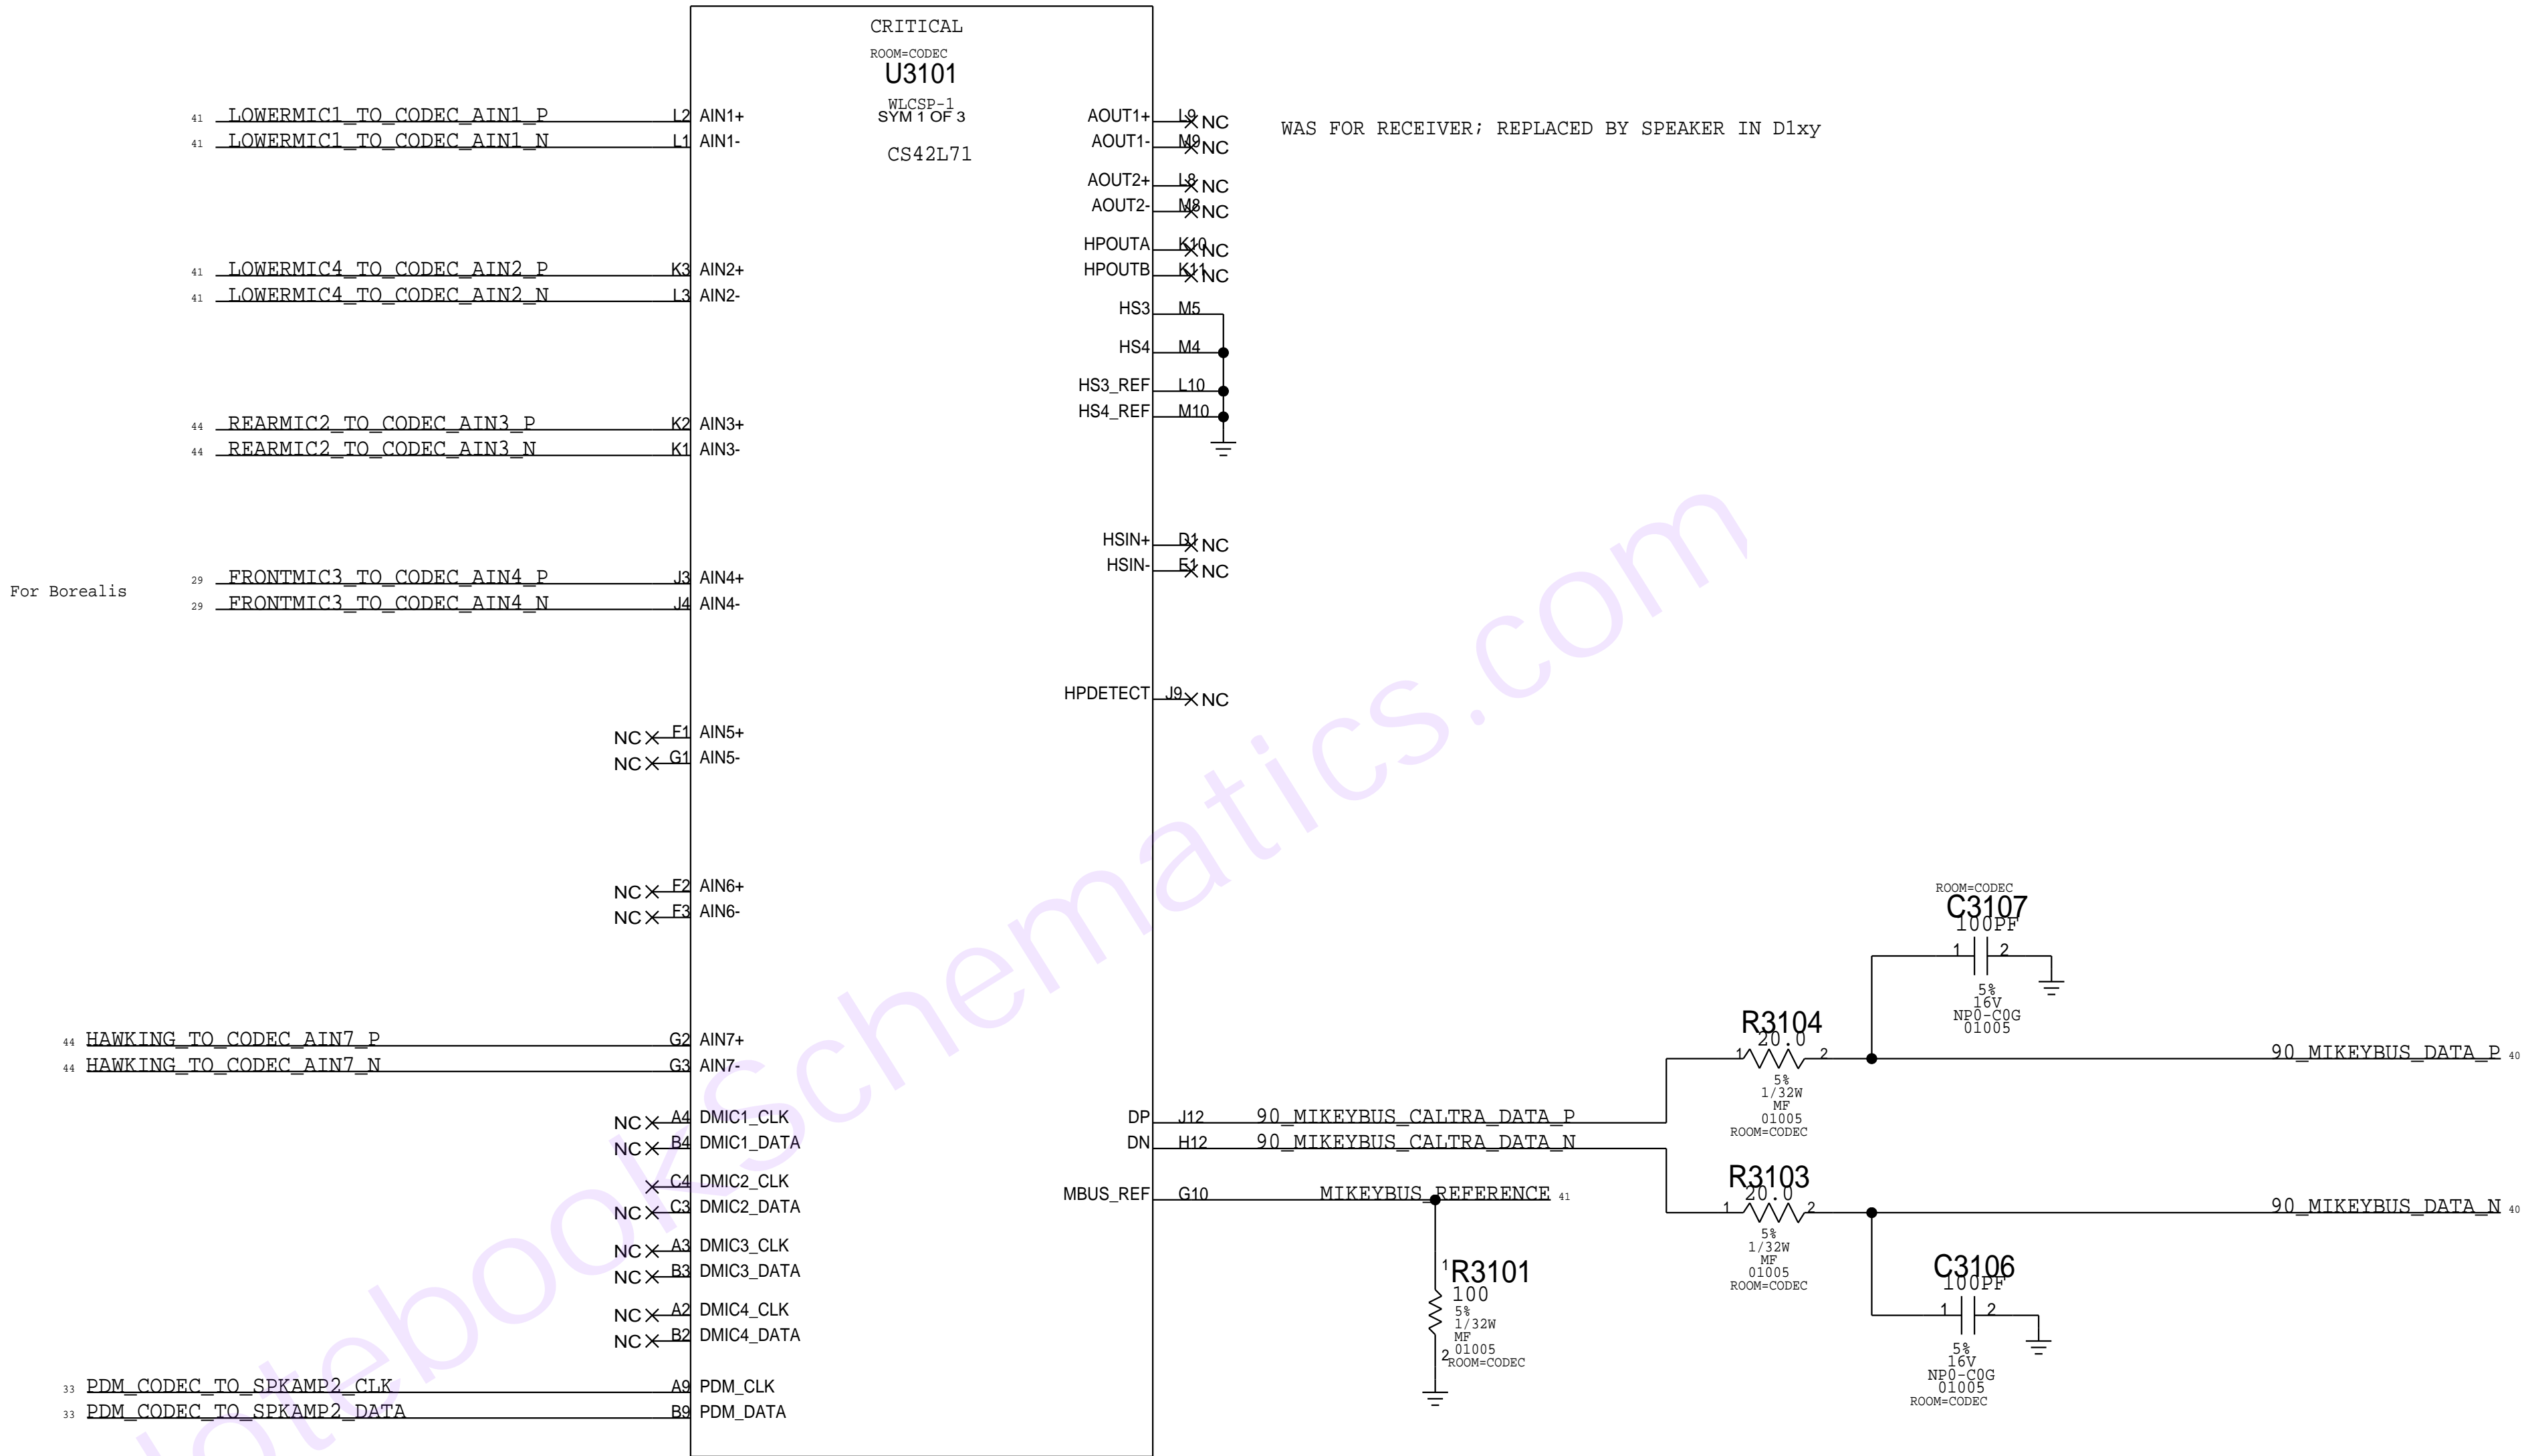 CRITICAL
ROOM=CODEC
U3101
WLCSP-1
SYM 1 OF 3
CS42L71
41 LOWERMIC1_TO_CODEC_AIN1_P L2 AIN1+
41 LOWERMIC1_TO_CODEC_AIN1_N L1 AIN1-
41 LOWERMIC4_TO_CODEC_AIN2_P K3 AIN2+
41 LOWERMIC4_TO_CODEC_AIN2_N L3 AIN2-
44 REARMIC2_TO_CODEC_AIN3_P K2 AIN3+
44 REARMIC2_TO_CODEC_AIN3_N K1 AIN3-
For Borealis
29 FRONTMIC3_TO_CODEC_AIN4_P J3 AIN4+
29 FRONTMIC3_TO_CODEC_AIN4_N J4 AIN4-
NC F1 AIN5+
NC G1 AIN5-
NC F2 AIN6+
NC F3 AIN6-
44 HAWKING_TO_CODEC_AIN7_P G2 AIN7+
44 HAWKING_TO_CODEC_AIN7_N G3 AIN7-
NC A4 DMIC1_CLK
NC B4 DMIC1_DATA
C4 DMIC2_CLK
NC C3 DMIC2_DATA
NC A3 DMIC3_CLK
NC B3 DMIC3_DATA
NC A2 DMIC4_CLK
NC B2 DMIC4_DATA
33 PDM_CODEC_TO_SPKAMP2_CLK A9 PDM_CLK
33 PDM_CODEC_TO_SPKAMP2_DATA B9 PDM_DATA
AOUT1+ L9 NC
AOUT1- M9 NC
WAS FOR RECEIVER; REPLACED BY SPEAKER IN D1xy
AOUT2+ L8 NC
AOUT2- M8 NC
HPOUTA K10 NC
HPOUTB K11 NC
HS3 M5
HS4 M4
HS3_REF L10
HS4_REF M10
HSIN+ D1 NC
HSIN- E1 NC
HPDETECT J9 NC
DP J12 90_MIKEYBUS_CALTRA_DATA_P
DN H12 90_MIKEYBUS_CALTRA_DATA_N
MBUS_REF G10 MIKEYBUS_REFERENCE 41
1
R3101
100
5%
1/32W
MF
01005
2
ROOM=CODEC
ROOM=CODEC
C3107
100PF
1 2
5%
16V
NP0-C0G
01005
R3104
20.0
1 2
5%
1/32W
MF
01005
ROOM=CODEC
90_MIKEYBUS_DATA_P 40
R3103
20.0
1 2
5%
1/32W
MF
01005
ROOM=CODEC
90_MIKEYBUS_DATA_N 40
C3106
100PF
1 2
5%
16V
NP0-C0G
01005
ROOM=CODEC
otebookSchematics.com